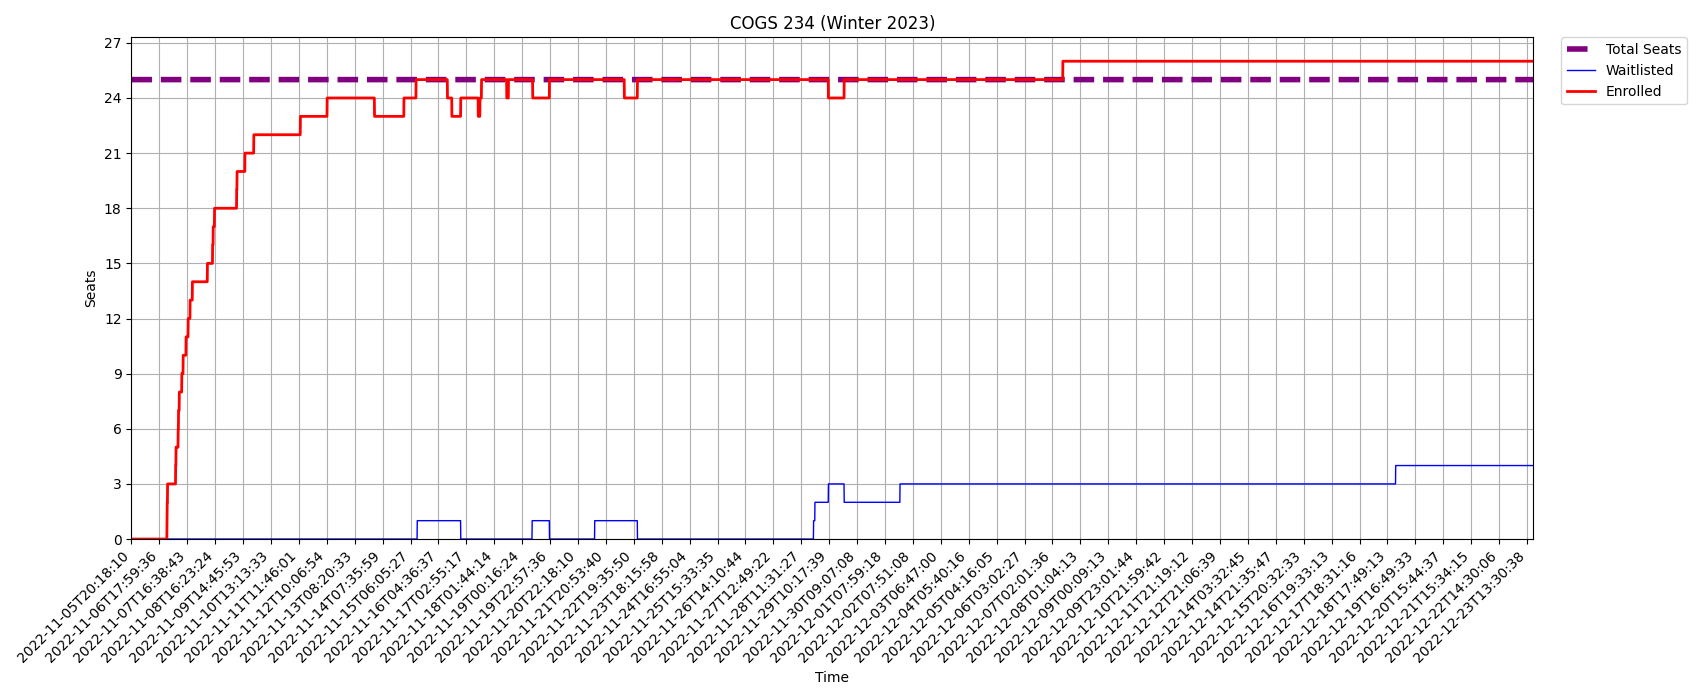 COGS 234 (Winter 2023)
27
24
21
18
15
12
9
6
3
0
Seats
Total Seats
Waitlisted
Enrolled
2022-11-05T20:18:10
2022-11-06T17:59:36
2022-11-07T16:38:43
2022-11-08T16:23:24
2022-11-09T14:45:53
2022-11-10T13:13:33
2022-11-11T11:46:01
2022-11-12T10:06:54
2022-11-13T08:20:33
2022-11-14T07:35:59
2022-11-15T06:05:27
2022-11-16T04:36:37
2022-11-17T02:55:17
2022-11-18T01:44:14
2022-11-19T00:16:24
2022-11-19T22:57:36
2022-11-20T22:18:10
2022-11-21T20:53:40
2022-11-22T19:35:50
2022-11-23T18:15:58
2022-11-24T16:55:04
2022-11-25T15:33:35
2022-11-26T14:10:44
2022-11-27T12:49:22
2022-11-28T11:31:27
2022-11-29T10:17:39
2022-11-30T09:07:08
2022-12-01T07:59:18
2022-12-02T07:51:08
2022-12-03T06:47:00
2022-12-04T05:40:16
2022-12-05T04:16:05
2022-12-06T03:02:27
2022-12-07T02:01:36
2022-12-08T01:04:13
2022-12-09T00:09:13
2022-12-09T23:01:44
2022-12-10T21:59:42
2022-12-11T21:19:12
2022-12-12T21:06:39
2022-12-14T03:32:45
2022-12-14T21:35:47
2022-12-15T20:32:33
2022-12-16T19:33:13
2022-12-17T18:31:16
2022-12-18T17:49:13
2022-12-19T16:49:33
2022-12-20T15:44:37
2022-12-21T15:34:15
2022-12-22T14:30:06
2022-12-23T13:30:38
Time